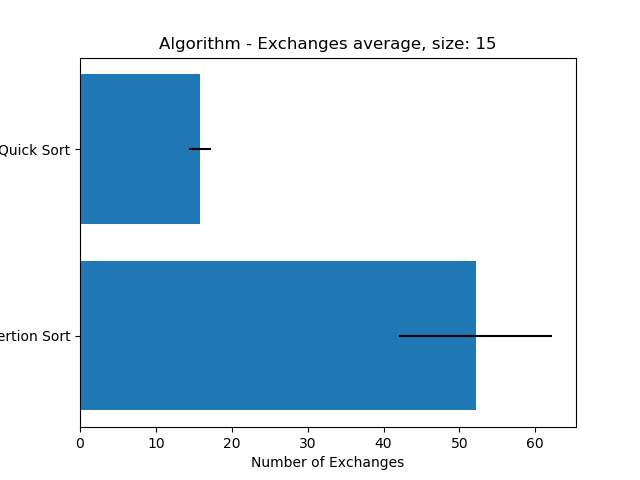 Algorithm - Exchanges average, size: 15
Quick Sort
ertion Sort
0 10 20 30 40 50 60
Number of Exchanges